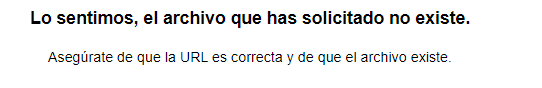 Lo sentimos, el archivo que has solicitado no existe.
Asegúrate de que la URL es correcta y de que el archivo existe.